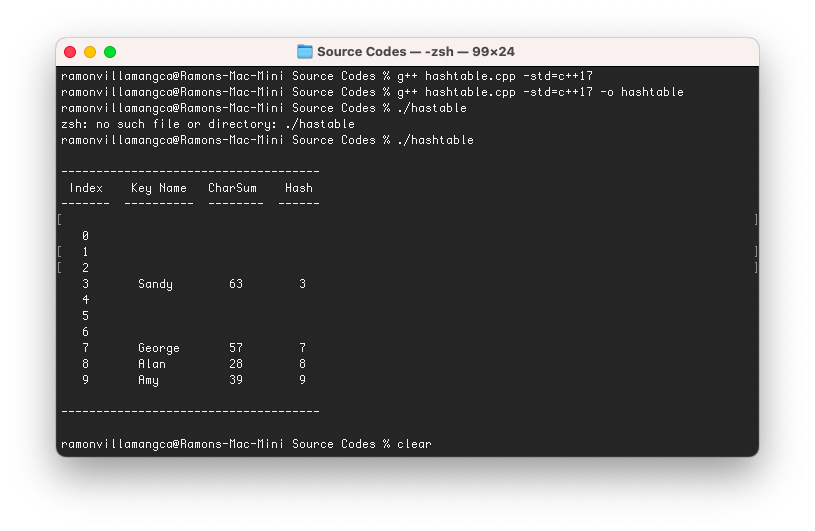 Source Codes — -zsh — 99×24
ramonvillamangca@Ramons-Mac-Mini Source Codes % g++ hashtable.cpp -std=c++17
ramonvillamangca@Ramons-Mac-Mini Source Codes % g++ hashtable.cpp -std=c++17 -o hashtable
ramonvillamangca@Ramons-Mac-Mini Source Codes % ./hastable
zsh: no such file or directory: ./hastable
ramonvillamangca@Ramons-Mac-Mini Source Codes % ./hashtable
-------------------------------------
Index Key Name CharSum Hash
------- ---------- -------- ------
[ ]
0
[ 1 ]
[ 2 ]
3 Sandy 63 3
4
5
6
7 George 57 7
8 Alan 28 8
9 Amy 39 9
-------------------------------------
ramonvillamangca@Ramons-Mac-Mini Source Codes % clear